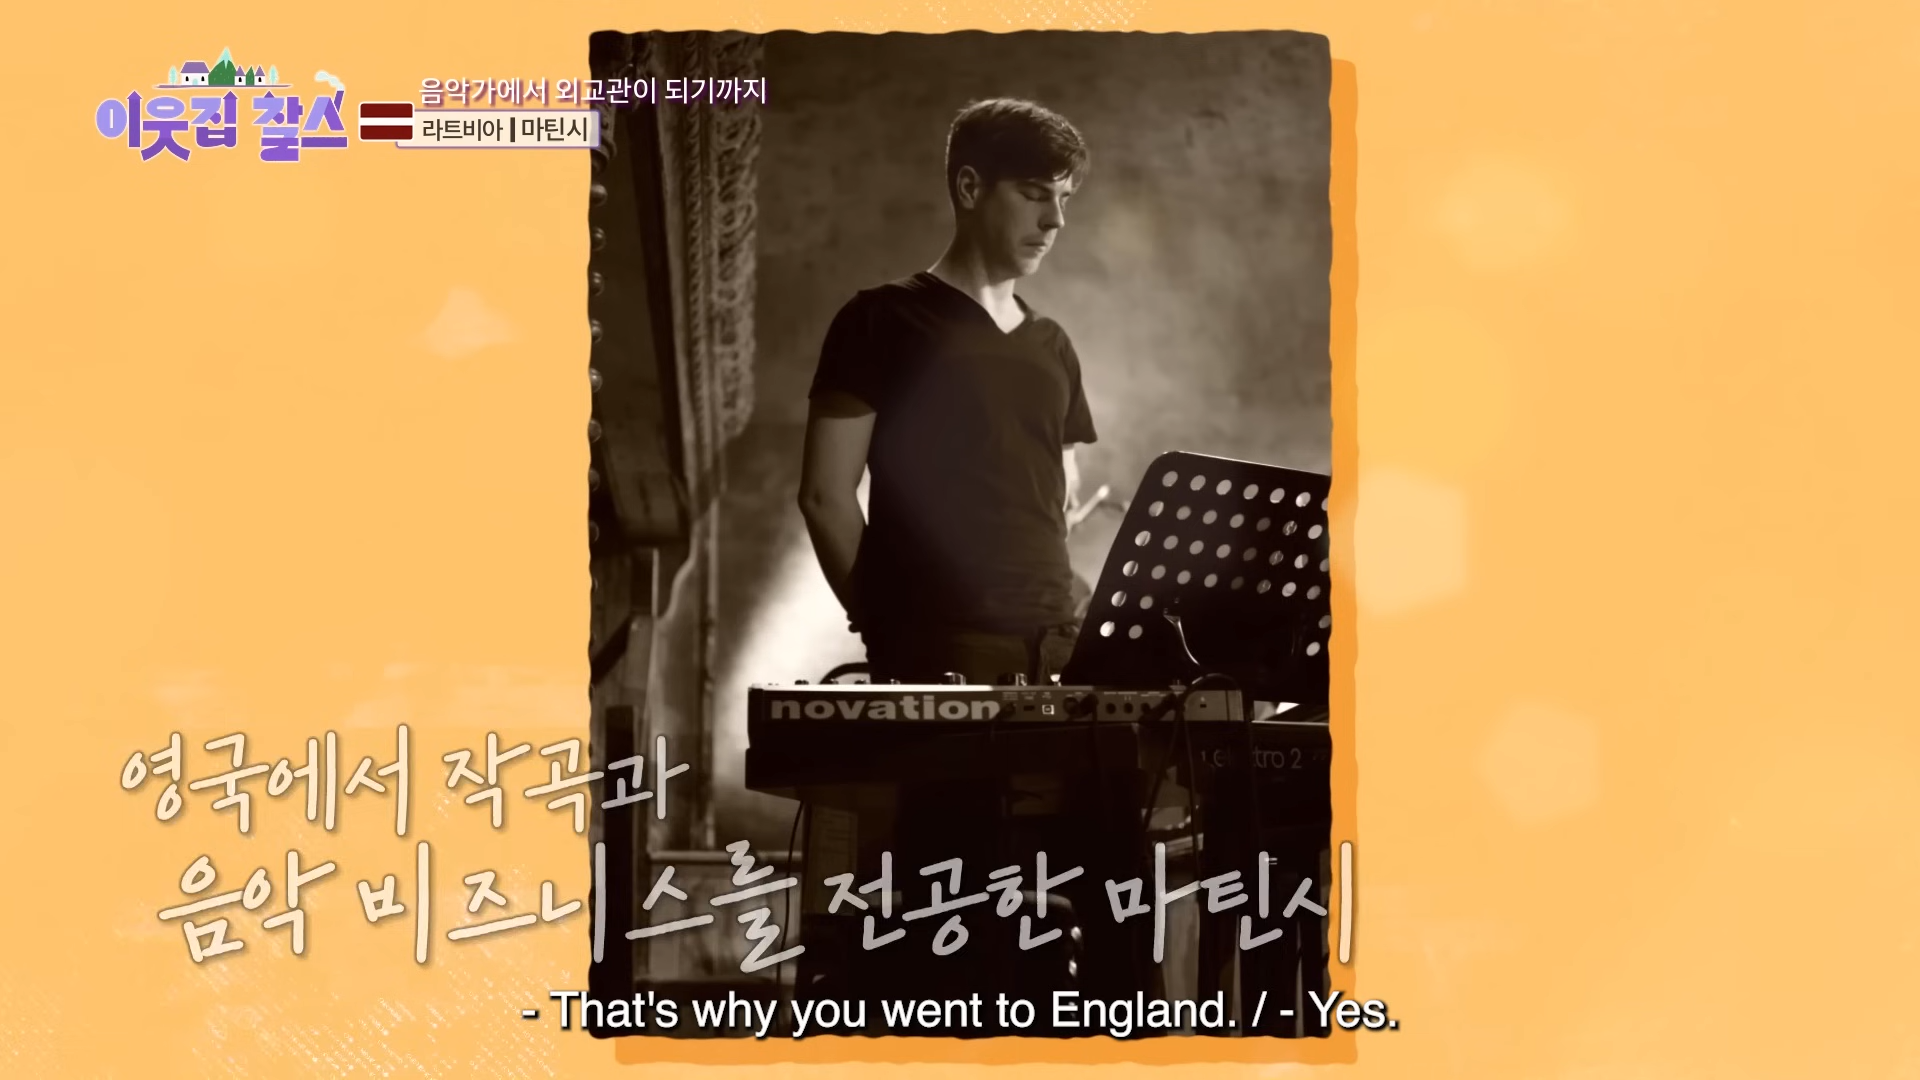 음악가에서 외교관이 되기까지
이웃집 찰스
라트비아 | 마틴시
novation
electro 2
영국에서 작곡과
음악 비즈니스를 전공한 마틴시
- That's why you went to England. / - Yes.